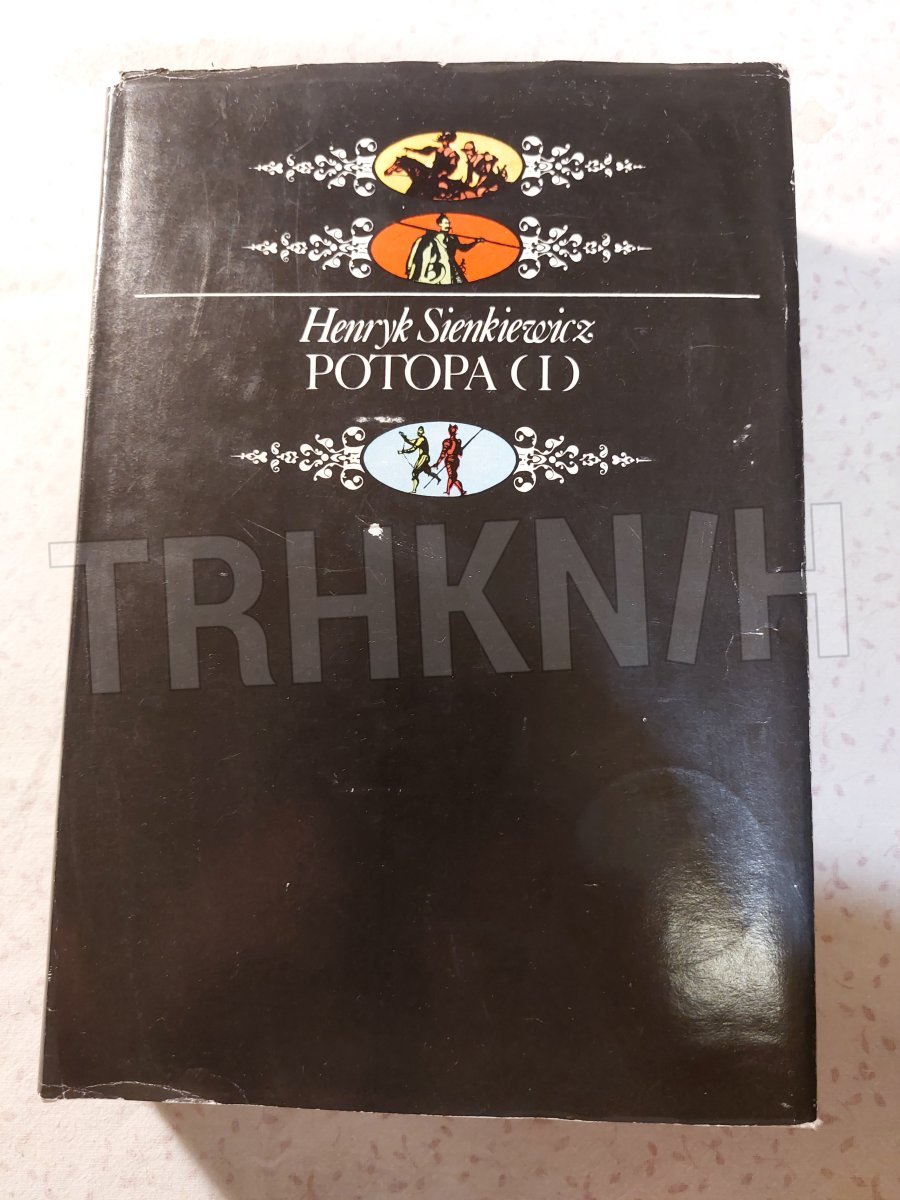 Henryk Sienkiewicz
POTOPA (I)
TRHKNIH